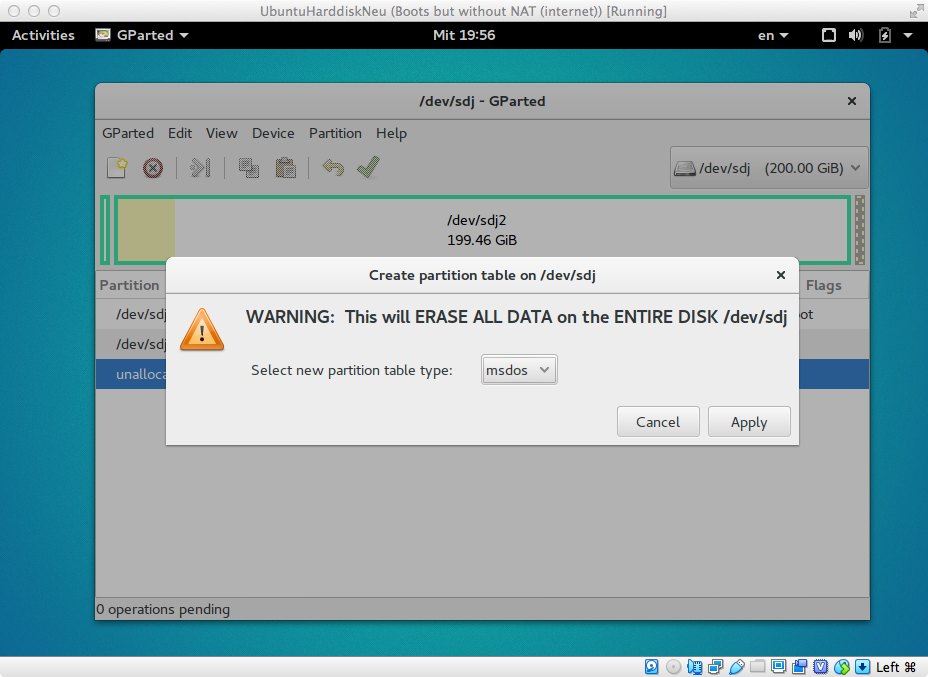 UbuntuHarddiskNeu (Boots but without NAT (internet)) [Running]
Activities GParted Mit 19:56 en
/dev/sdj - GParted
GParted Edit View Device Partition Help
/dev/sdj (200.00 GiB)
/dev/sdj2
199.46 GiB
Create partition table on /dev/sdj
Partition Flags
WARNING: This will ERASE ALL DATA on the ENTIRE DISK /dev/sdj
/dev/sdj
/dev/sdj
unalloca
Select new partition table type: msdos
Cancel Apply
0 operations pending
Left ⌘